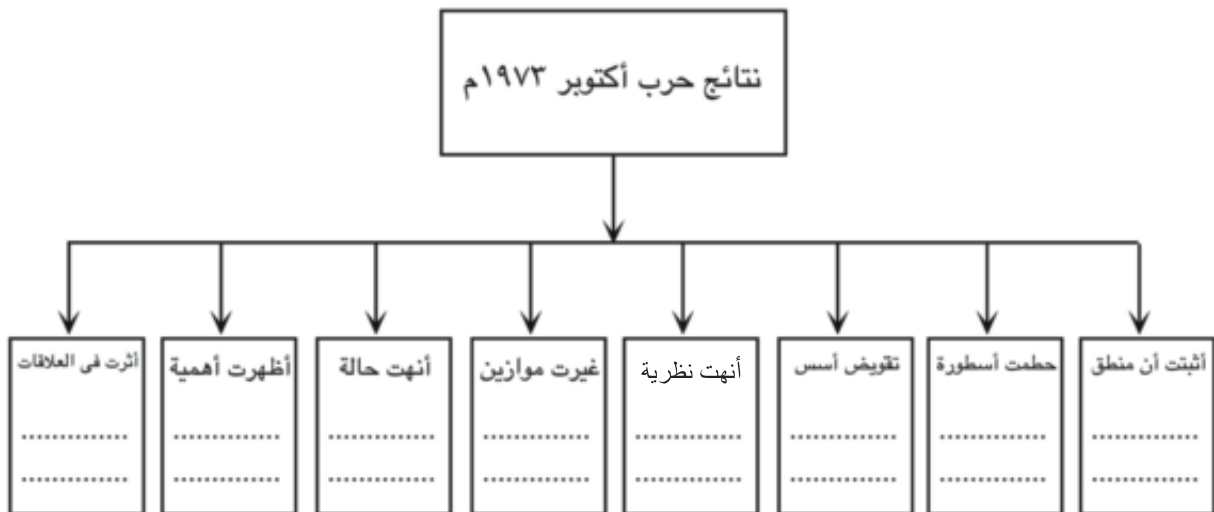 نتائج حرب أكتوبر ١٩٧٣م
أثبتت أن منطق
..............
..............
حطمت أسطورة
..............
..............
تقويض أسس
..............
..............
أنهت نظرية
..............
..............
غيرت موازين
..............
..............
أنهت حالة
..............
..............
أظهرت أهمية
..............
..............
أثرت فى العلاقات
..............
..............